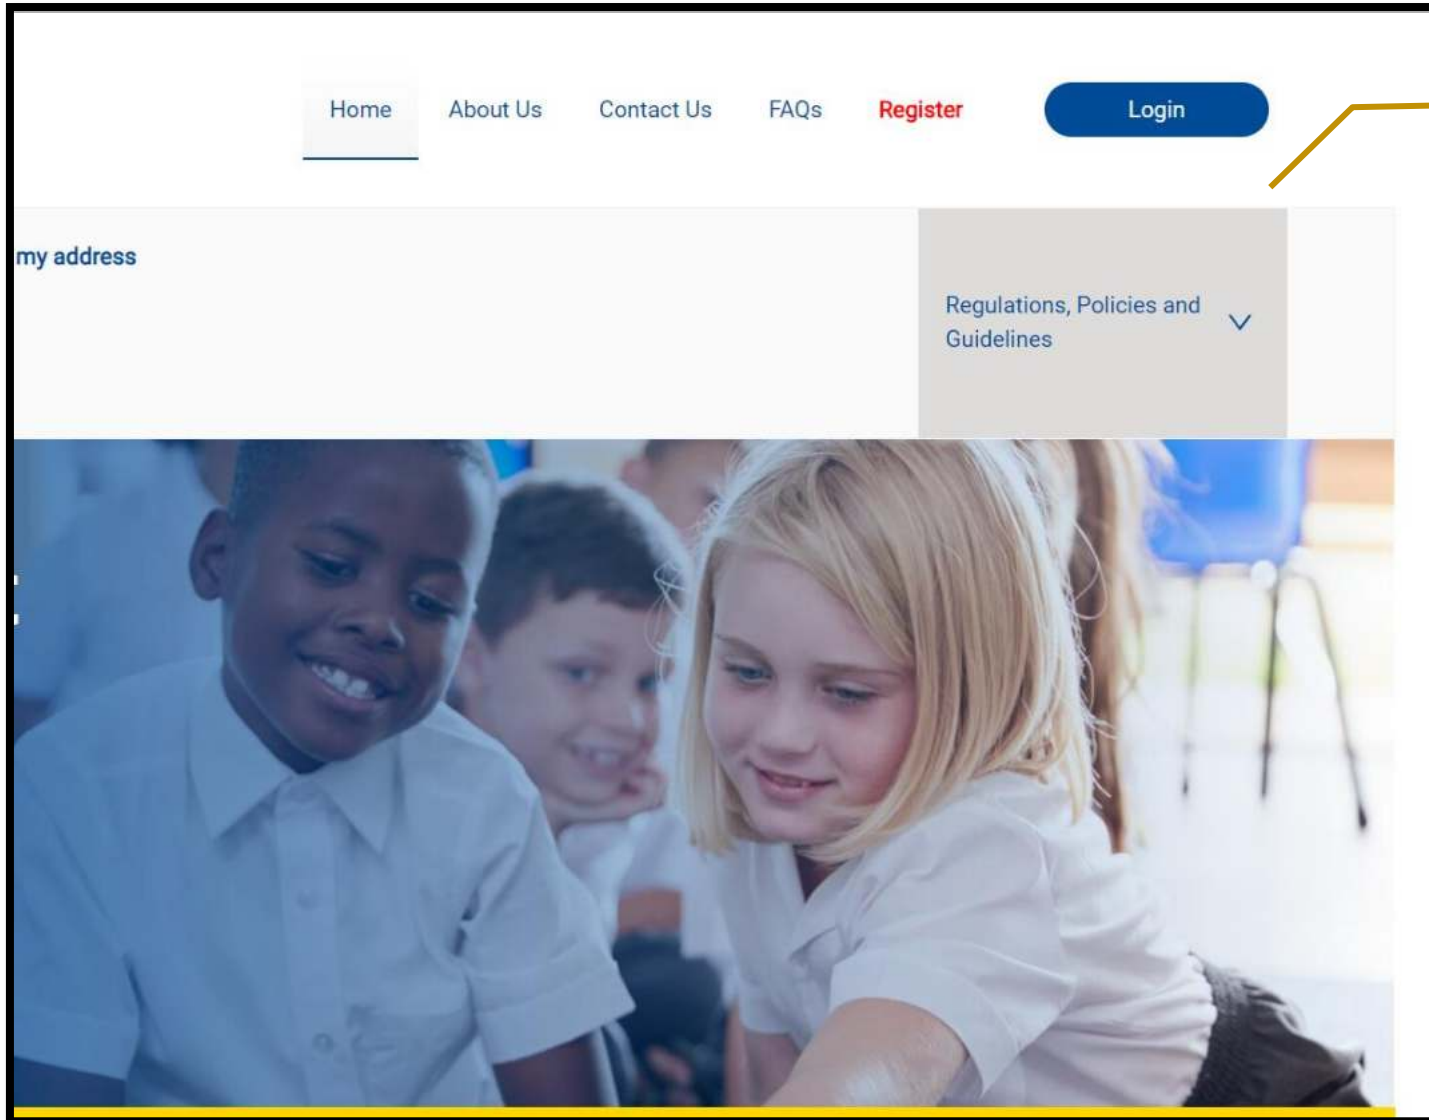 Home About Us Contact Us FAQs Register Login
my address
Regulations, Policies and
Guidelines